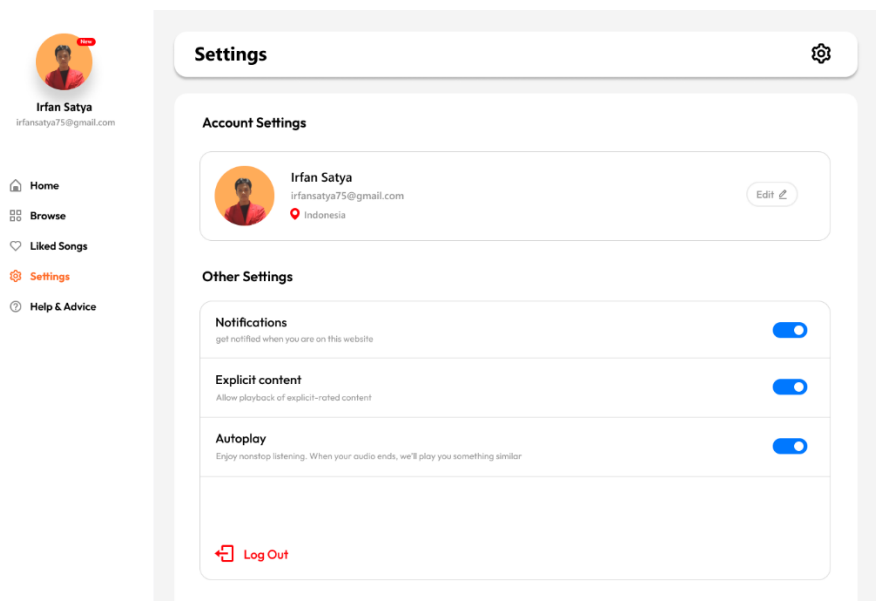 New
Irfan Satya
irfansatya75@gmail.com
Home
Browse
Liked Songs
Settings
Help & Advice
Settings
Account Settings
Irfan Satya
irfansatya75@gmail.com
Indonesia
Edit
Other Settings
Notifications
get notified when you are on this website
Explicit content
Allow playback of explicit-rated content
Autoplay
Enjoy nonstop listening. When your audio ends, we'll play you something similar
Log Out